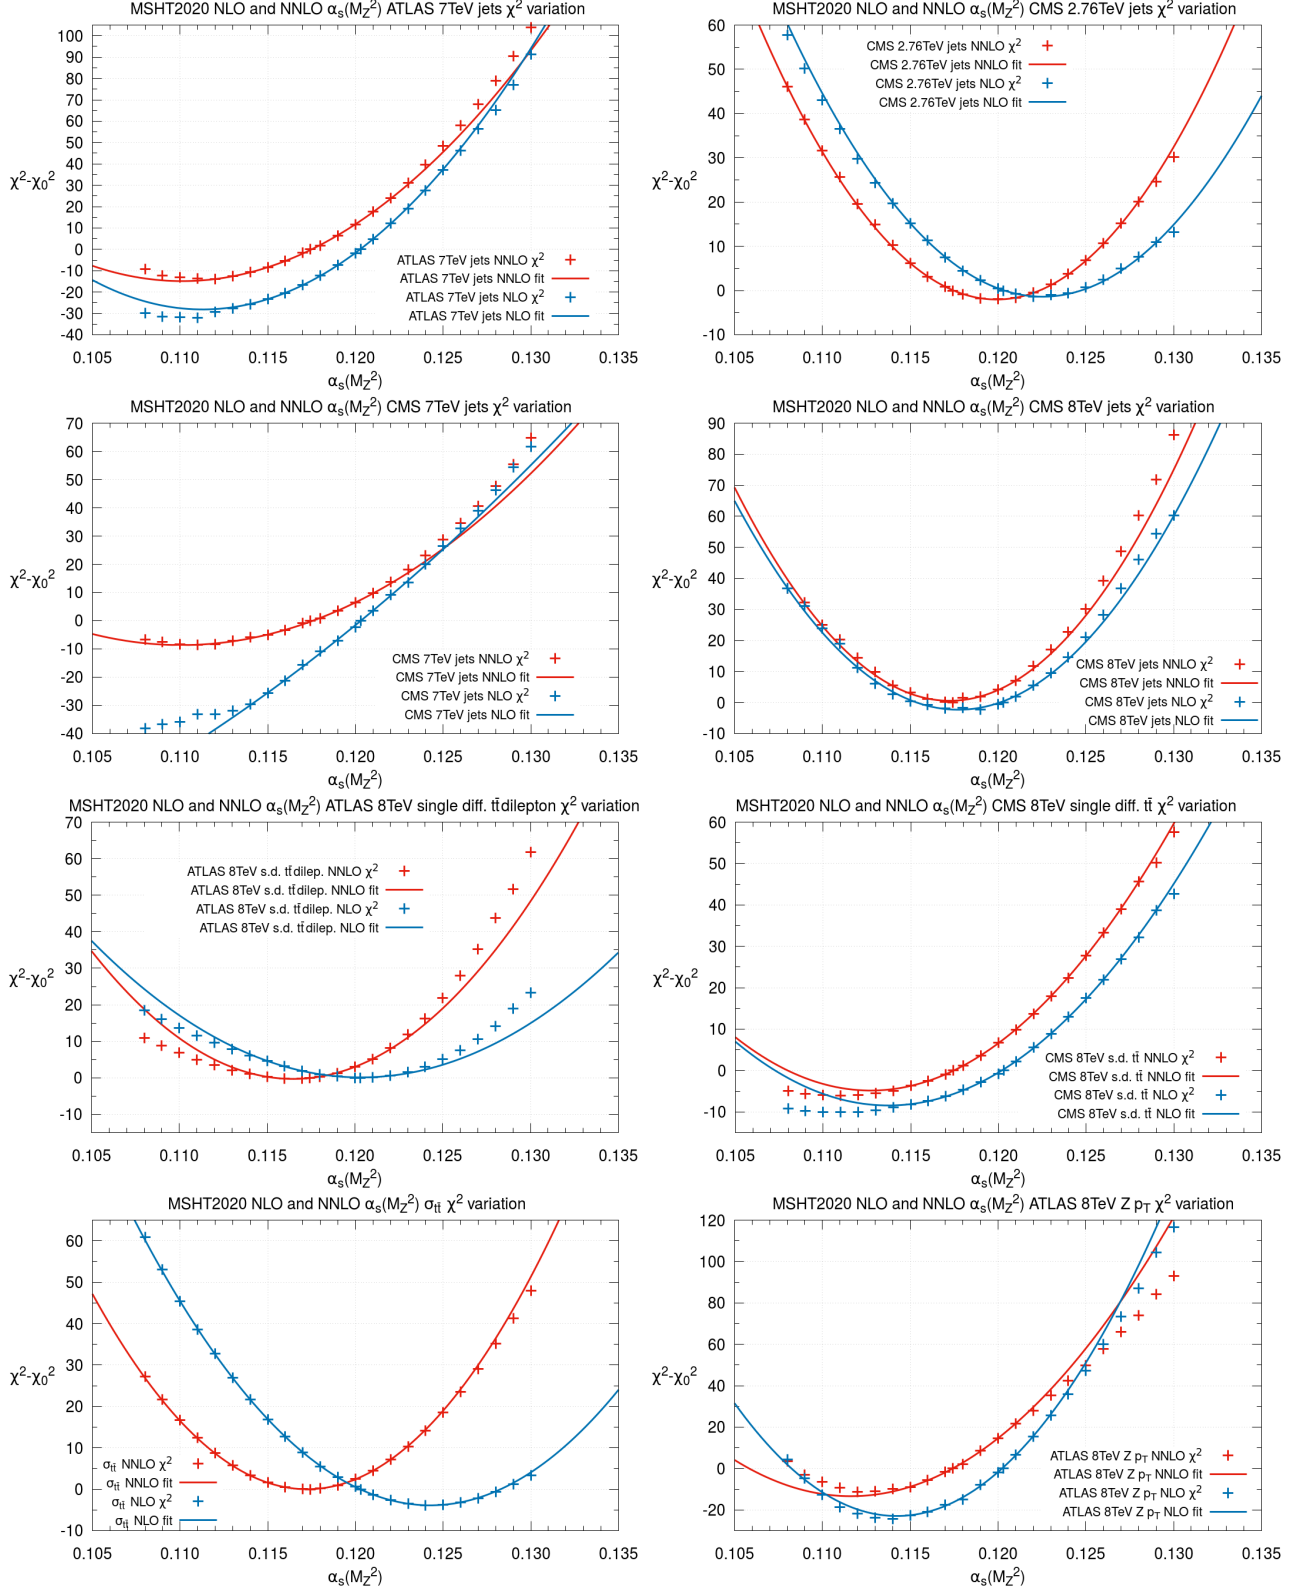 MSHT2020 NLO and NNLO αs(MZ²) ATLAS 7TeV jets χ² variation
100
90
80
70
60
50
40
30
20
10
0
-10
-20
-30
-40
χ²-χ₀²
ATLAS 7TeV jets NNLO χ²
ATLAS 7TeV jets NNLO fit
ATLAS 7TeV jets NLO χ²
ATLAS 7TeV jets NLO fit
0.105 0.110 0.115 0.120 0.125 0.130 0.135
αs(MZ²)
MSHT2020 NLO and NNLO αs(MZ²) CMS 2.76TeV jets χ² variation
60
50
40
30
20
10
0
-10
χ²-χ₀²
CMS 2.76TeV jets NNLO χ²
CMS 2.76TeV jets NNLO fit
CMS 2.76TeV jets NLO χ²
CMS 2.76TeV jets NLO fit
0.105 0.110 0.115 0.120 0.125 0.130 0.135
αs(MZ²)
MSHT2020 NLO and NNLO αs(MZ²) CMS 7TeV jets χ² variation
70
60
50
40
30
20
10
0
-10
-20
-30
-40
χ²-χ₀²
CMS 7TeV jets NNLO χ²
CMS 7TeV jets NNLO fit
CMS 7TeV jets NLO χ²
CMS 7TeV jets NLO fit
0.105 0.110 0.115 0.120 0.125 0.130 0.135
αs(MZ²)
MSHT2020 NLO and NNLO αs(MZ²) CMS 8TeV jets χ² variation
90
80
70
60
50
40
30
20
10
0
-10
χ²-χ₀²
CMS 8TeV jets NNLO χ²
CMS 8TeV jets NNLO fit
CMS 8TeV jets NLO χ²
CMS 8TeV jets NLO fit
0.105 0.110 0.115 0.120 0.125 0.130 0.135
αs(MZ²)
MSHT2020 NLO and NNLO αs(MZ²) ATLAS 8TeV single diff. tt̄ dilepton χ² variation
70
60
50
40
30
20
10
0
-10
χ²-χ₀²
ATLAS 8TeV s.d. tt̄ dilep. NNLO χ²
ATLAS 8TeV s.d. tt̄ dilep. NNLO fit
ATLAS 8TeV s.d. tt̄ dilep. NLO χ²
ATLAS 8TeV s.d. tt̄ dilep. NLO fit
0.105 0.110 0.115 0.120 0.125 0.130 0.135
αs(MZ²)
MSHT2020 NLO and NNLO αs(MZ²) CMS 8TeV single diff. tt̄ χ² variation
60
50
40
30
20
10
0
-10
χ²-χ₀²
CMS 8TeV s.d. tt̄ NNLO χ²
CMS 8TeV s.d. tt̄ NNLO fit
CMS 8TeV s.d. tt̄ NLO χ²
CMS 8TeV s.d. tt̄ NLO fit
0.105 0.110 0.115 0.120 0.125 0.130 0.135
αs(MZ²)
MSHT2020 NLO and NNLO αs(MZ²) σtt̄ χ² variation
60
50
40
30
20
10
0
-10
χ²-χ₀²
σtt̄ NNLO χ²
σtt̄ NNLO fit
σtt̄ NLO χ²
σtt̄ NLO fit
0.105 0.110 0.115 0.120 0.125 0.130 0.135
αs(MZ²)
MSHT2020 NLO and NNLO αs(MZ²) ATLAS 8TeV Z pT χ² variation
120
100
80
60
40
20
0
-20
χ²-χ₀²
ATLAS 8TeV Z pT NNLO χ²
ATLAS 8TeV Z pT NNLO fit
ATLAS 8TeV Z pT NLO χ²
ATLAS 8TeV Z pT NLO fit
0.105 0.110 0.115 0.120 0.125 0.130 0.135
αs(MZ²)